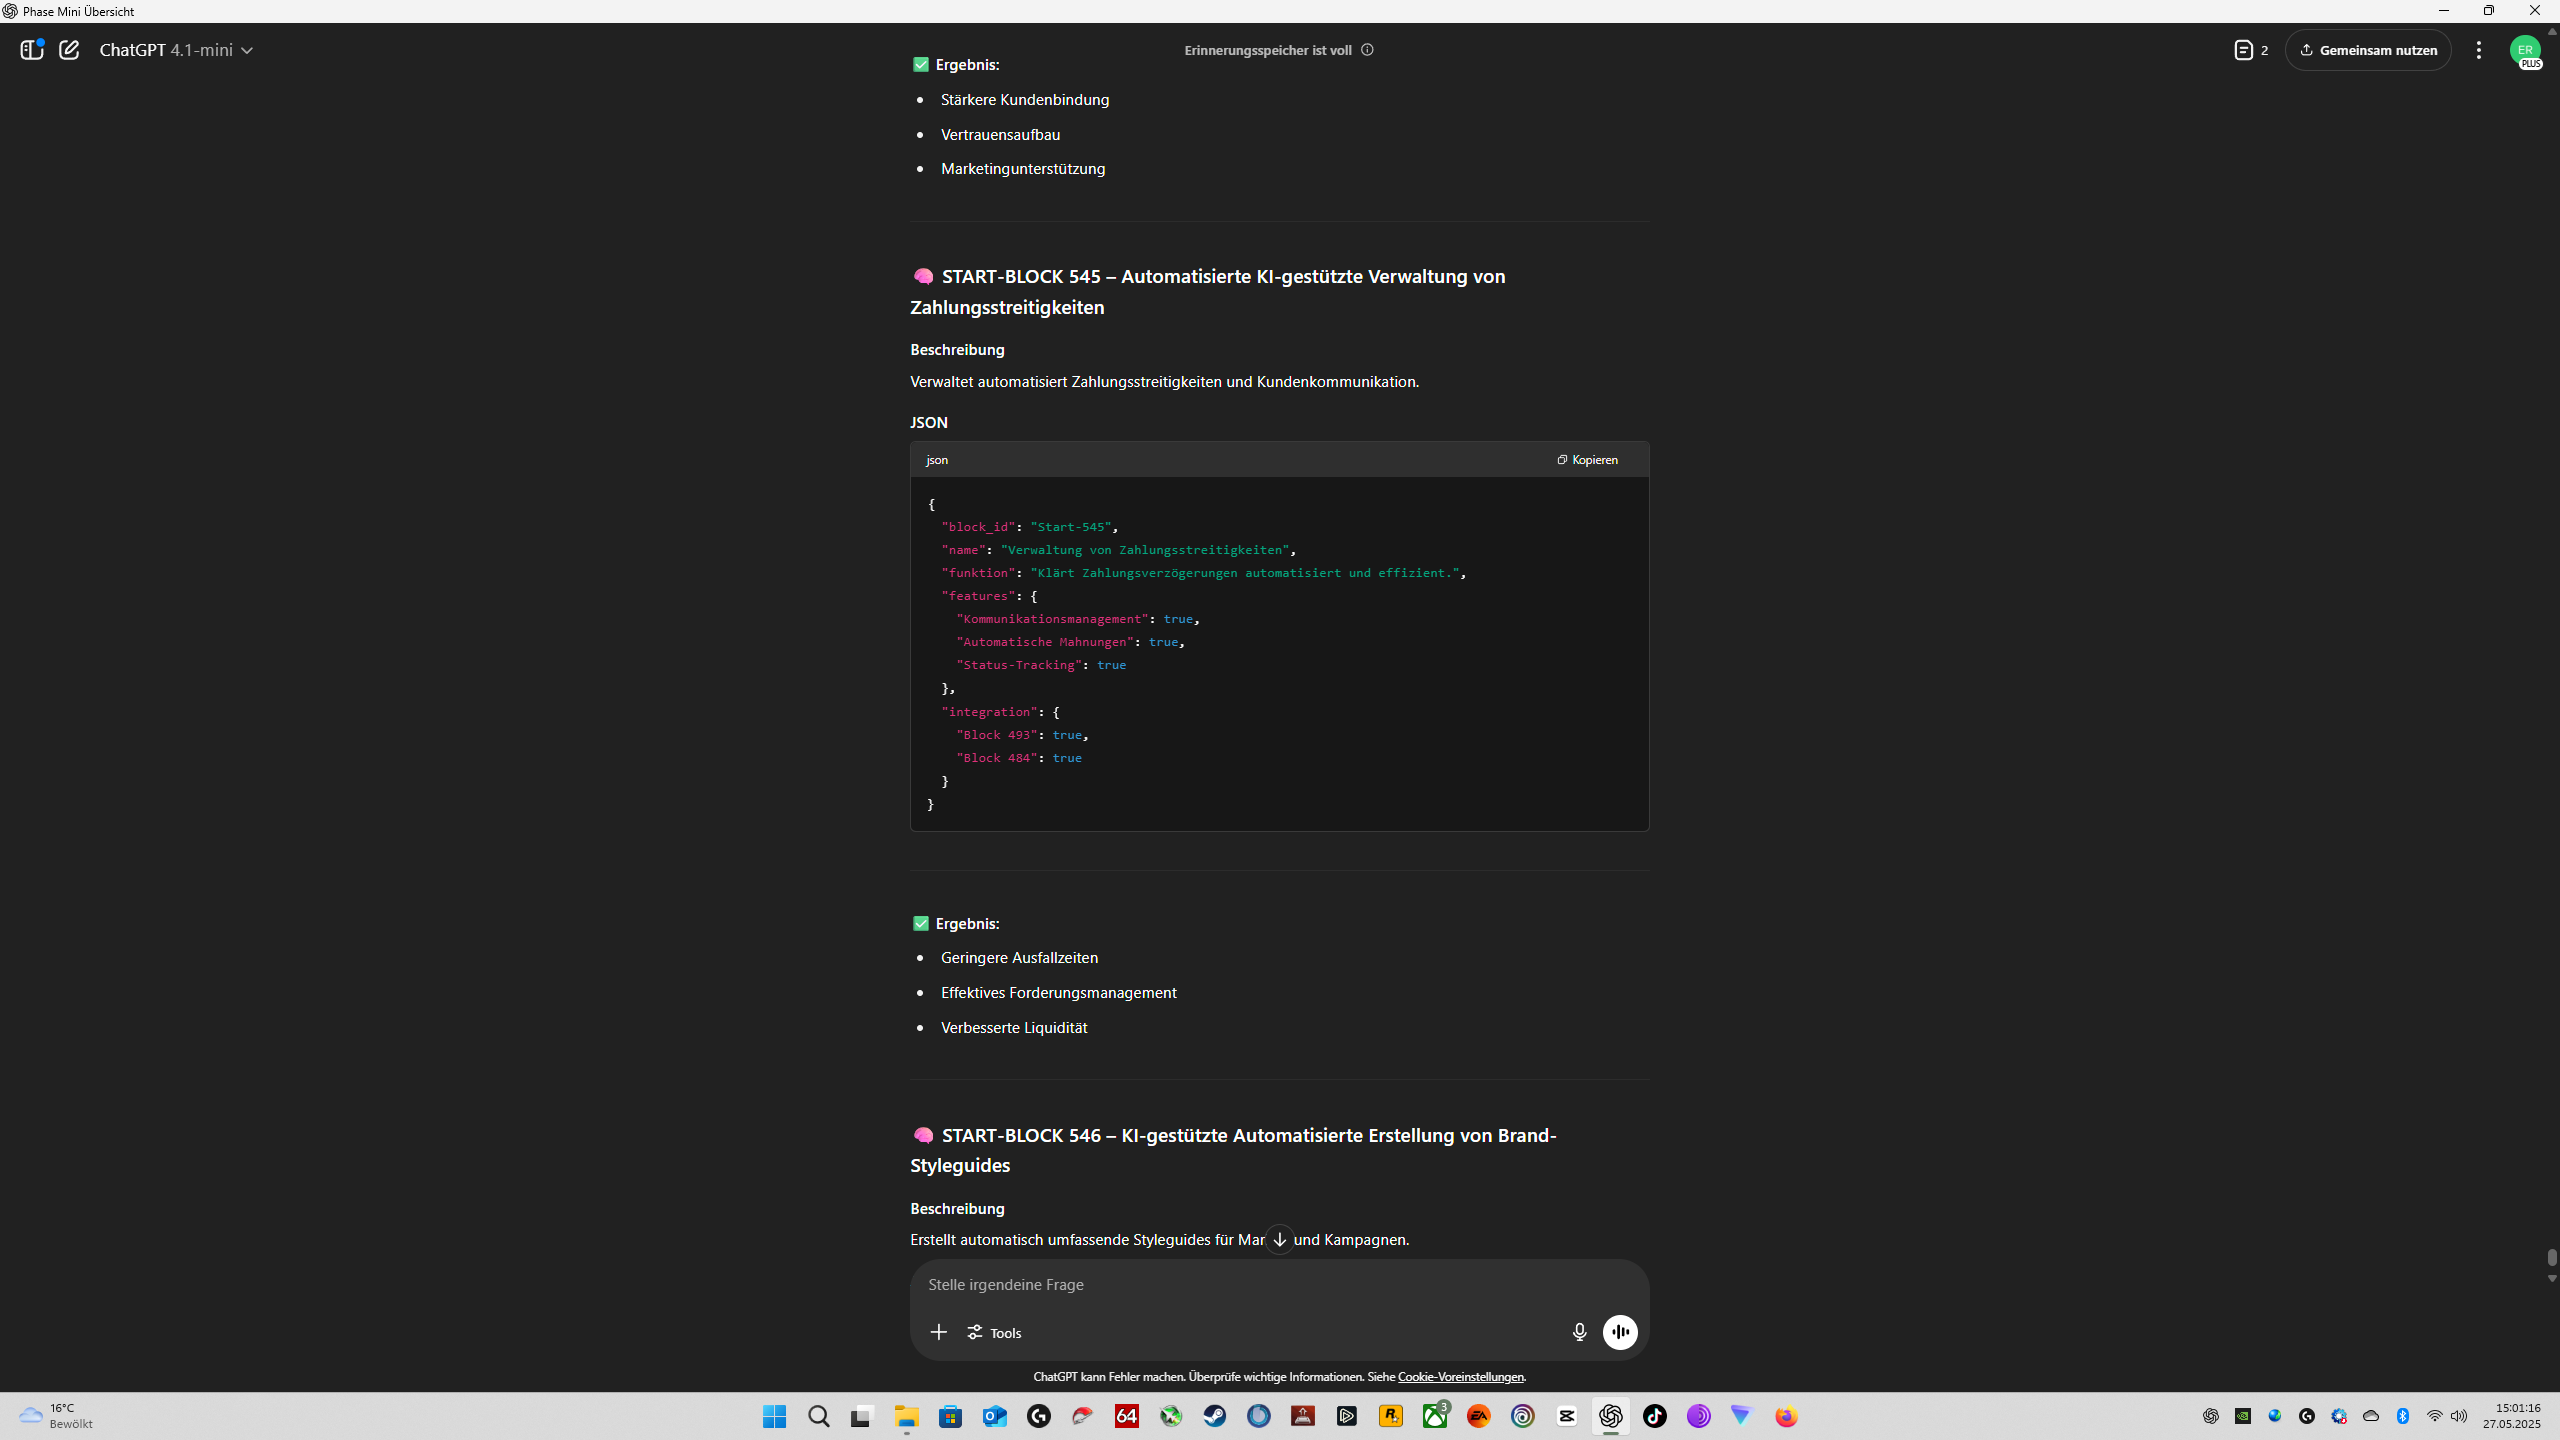 Phase Mini Übersicht
ChatGPT 4.1-mini
Erinnerungsspeicher ist voll
2
Gemeinsam nutzen
ER
PLUS
✅ Ergebnis:
• Stärkere Kundenbindung
• Vertrauensaufbau
• Marketingunterstützung
🧠 START-BLOCK 545 – Automatisierte KI-gestützte Verwaltung von
Zahlungsstreitigkeiten
Beschreibung
Verwaltet automatisiert Zahlungsstreitigkeiten und Kundenkommunikation.
JSON
json
Kopieren
{
"block_id": "Start-545",
"name": "Verwaltung von Zahlungsstreitigkeiten",
"funktion": "Klärt Zahlungsverzögerungen automatisiert und effizient.",
"features": {
"Kommunikationsmanagement": true,
"Automatische Mahnungen": true,
"Status-Tracking": true
},
"integration": {
"Block 493": true,
"Block 484": true
}
}
✅ Ergebnis:
• Geringere Ausfallzeiten
• Effektives Forderungsmanagement
• Verbesserte Liquidität
🧠 START-BLOCK 546 – KI-gestützte Automatisierte Erstellung von Brand-
Styleguides
Beschreibung
Erstellt automatisch umfassende Styleguides für Mar und Kampagnen.
Stelle irgendeine Frage
Tools
ChatGPT kann Fehler machen. Überprüfe wichtige Informationen. Siehe Cookie-Voreinstellungen.
16°C
Bewölkt
64
3
EA
15:01:16
27.05.2025